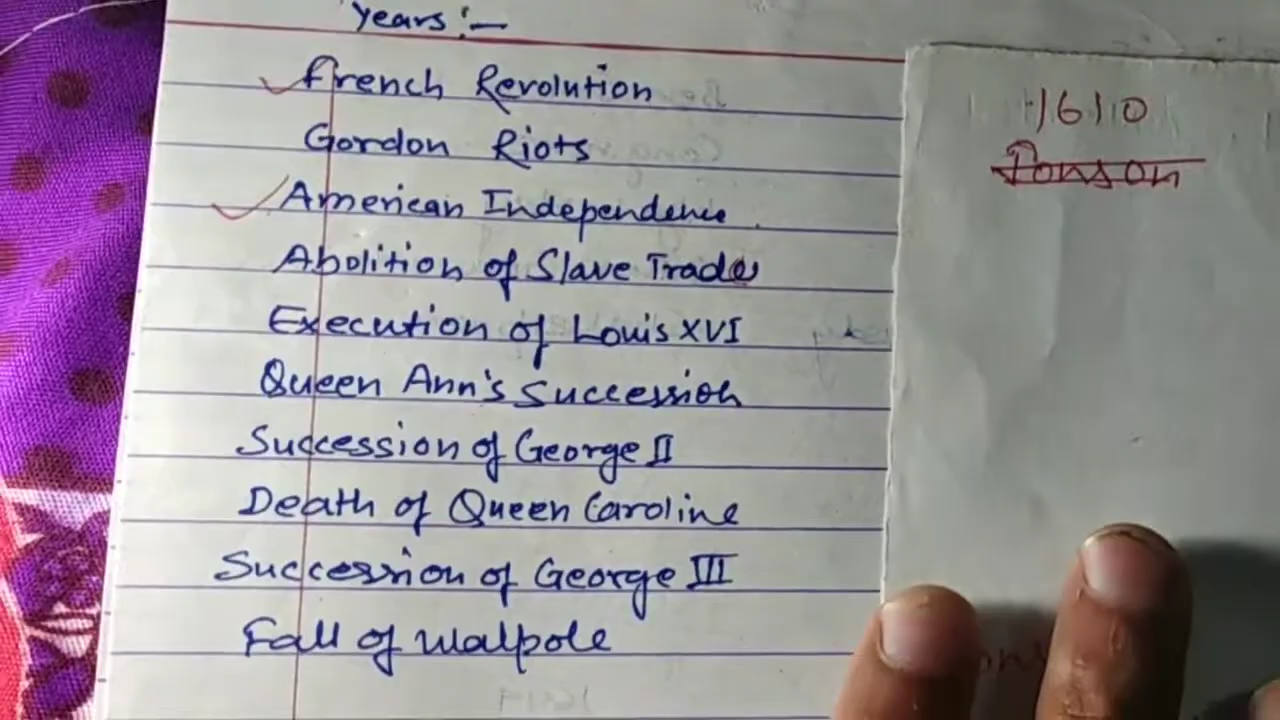 Years:—
French Revolution
Gordon Riots
American Independence.
Abolition of Slave Trade
Execution of Louis XVI
Queen Ann's Succession
Succession of George II
Death of Queen Caroline
Succession of George III
Fall of Walpole
1610